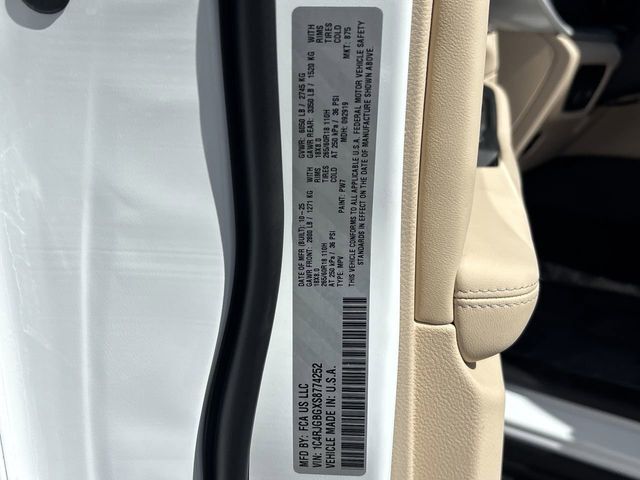 MFD BY: FCA US LLC
VIN: 1C4RJGBGXS8774252
VEHICLE MADE IN: U.S.A.
DATE OF MFR (BUILT): 10-25
GVWR: 6050 LB / 2745 KG
GAWR FRONT: 2800 LB / 1271 KG WITH
GAWR REAR: 3350 LB / 1520 KG WITH
18X8.0 RIMS
18X8.0 RIMS
265/60R18 110H TIRES
265/60R18 110H TIRES
AT 250 kPa / 36 PSI COLD
AT 250 kPa / 36 PSI COLD
TYPE: MPV
PAINT: PW7
MDH: 092919
MKT: 875
THIS VEHICLE CONFORMS TO ALL APPLICABLE U.S.A. FEDERAL MOTOR VEHICLE SAFETY
STANDARDS IN EFFECT ON THE DATE OF MANUFACTURE SHOWN ABOVE.